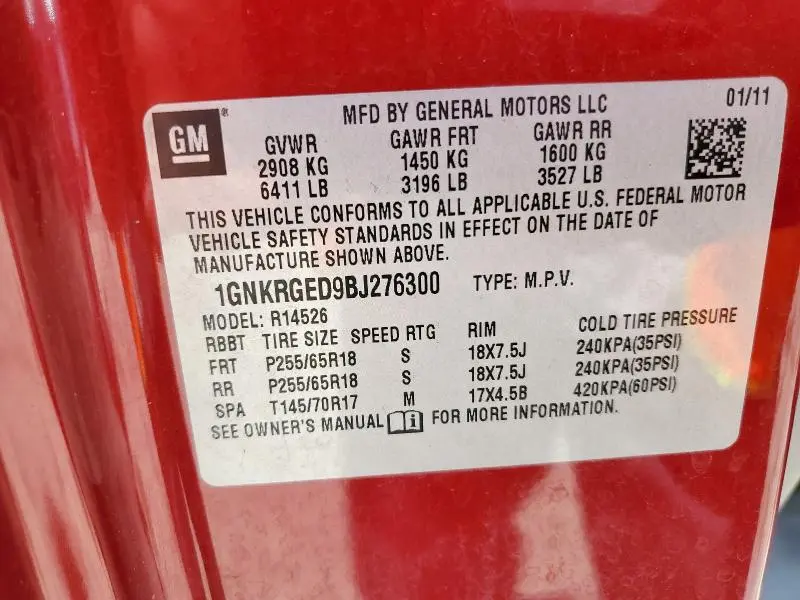 GM ® MFD BY GENERAL MOTORS LLC 01/11
GVWR GAWR FRT GAWR RR
2908 KG 1450 KG 1600 KG
6411 LB 3196 LB 3527 LB
THIS VEHICLE CONFORMS TO ALL APPLICABLE U.S. FEDERAL MOTOR
VEHICLE SAFETY STANDARDS IN EFFECT ON THE DATE OF
MANUFACTURE SHOWN ABOVE.
1GNKRGED9BJ276300 TYPE: M.P.V.
MODEL: R14526
RBBT TIRE SIZE SPEED RTG RIM COLD TIRE PRESSURE
FRT P255/65R18 S 18X7.5J 240KPA(35PSI)
RR P255/65R18 S 18X7.5J 240KPA(35PSI)
SPA T145/70R17 M 17X4.5B 420KPA(60PSI)
SEE OWNER'S MANUAL i FOR MORE INFORMATION.